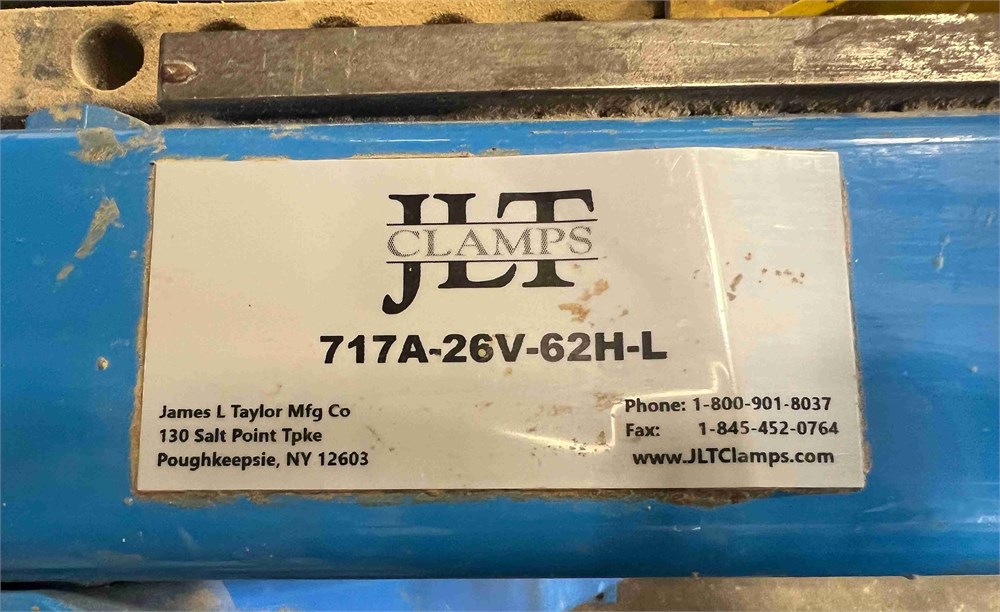 JLT
CLAMPS
717A-26V-62H-L
James L Taylor Mfg Co
130 Salt Point Tpke
Poughkeepsie, NY 12603
Phone: 1-800-901-8037
Fax: 1-845-452-0764
www.JLTClamps.com